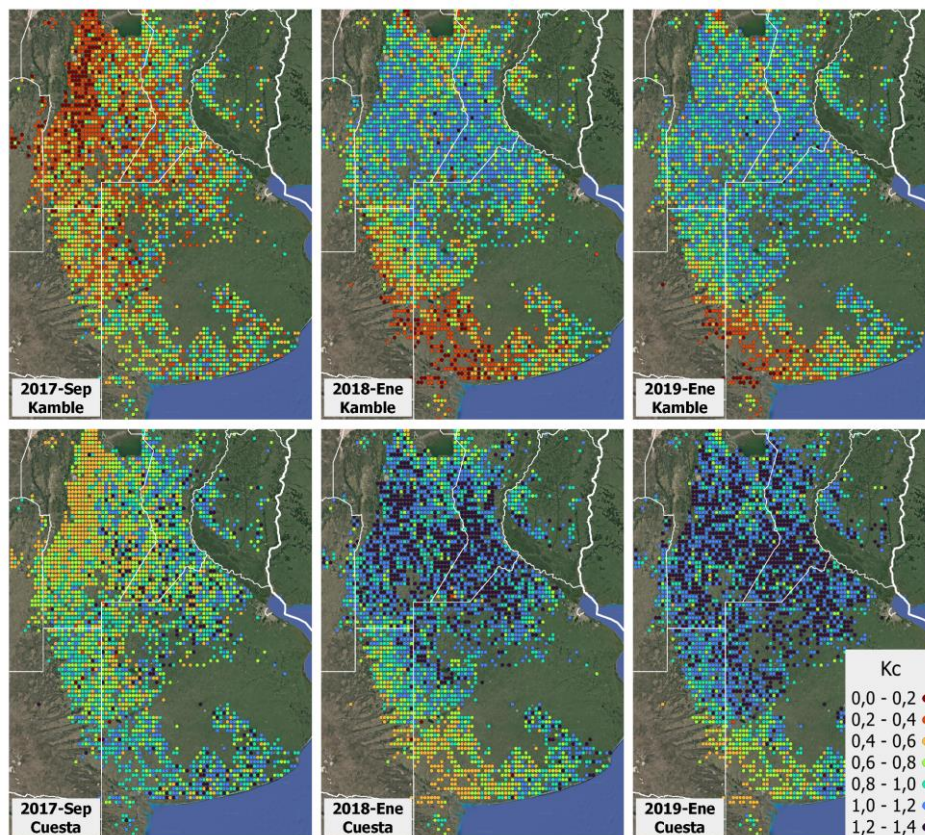 2017-Sep
Kamble
2018-Ene
Kamble
2019-Ene
Kamble
2017-Sep
Cuesta
2018-Ene
Cuesta
2019-Ene
Cuesta
Kc
0,0 - 0,2
0,2 - 0,4
0,4 - 0,6
0,6 - 0,8
0,8 - 1,0
1,0 - 1,2
1,2 - 1,4